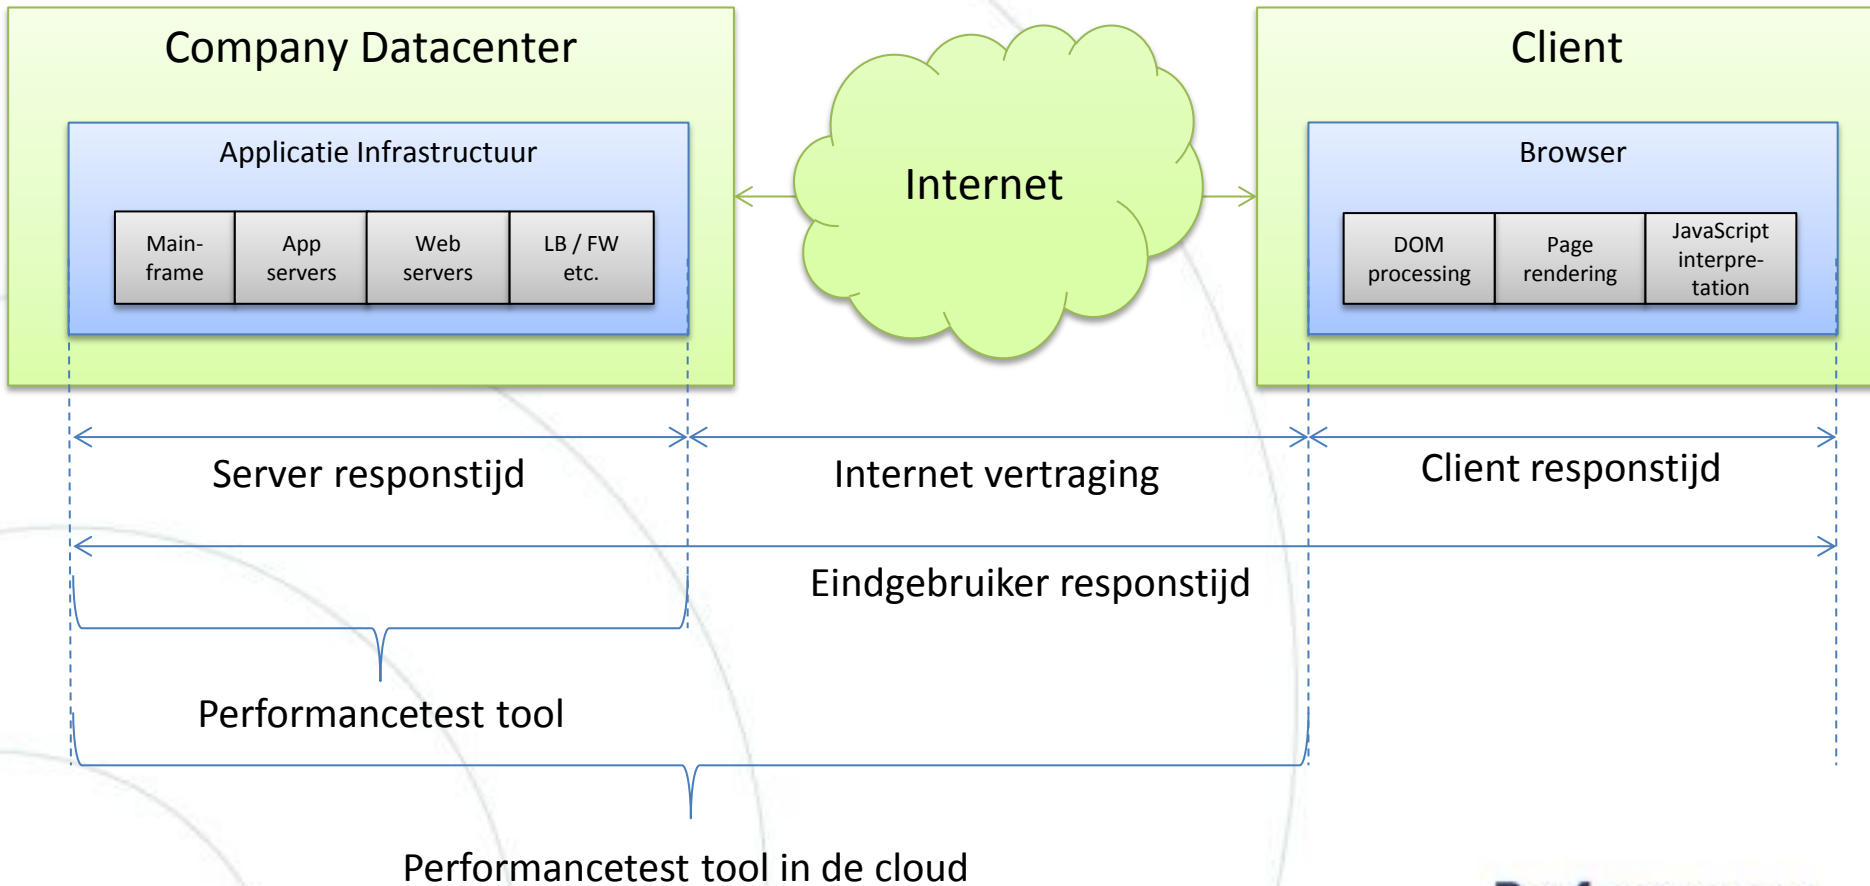 Company Datacenter
Applicatie Infrastructuur
Main-
frame
App
servers
Web
servers
LB / FW
etc.
Internet
Client
Browser
DOM
processing
Page
rendering
JavaScript
interpre-
tation
Server responstijd
Internet vertraging
Client responstijd
Eindgebruiker responstijd
Performancetest tool
Performancetest tool in de cloud